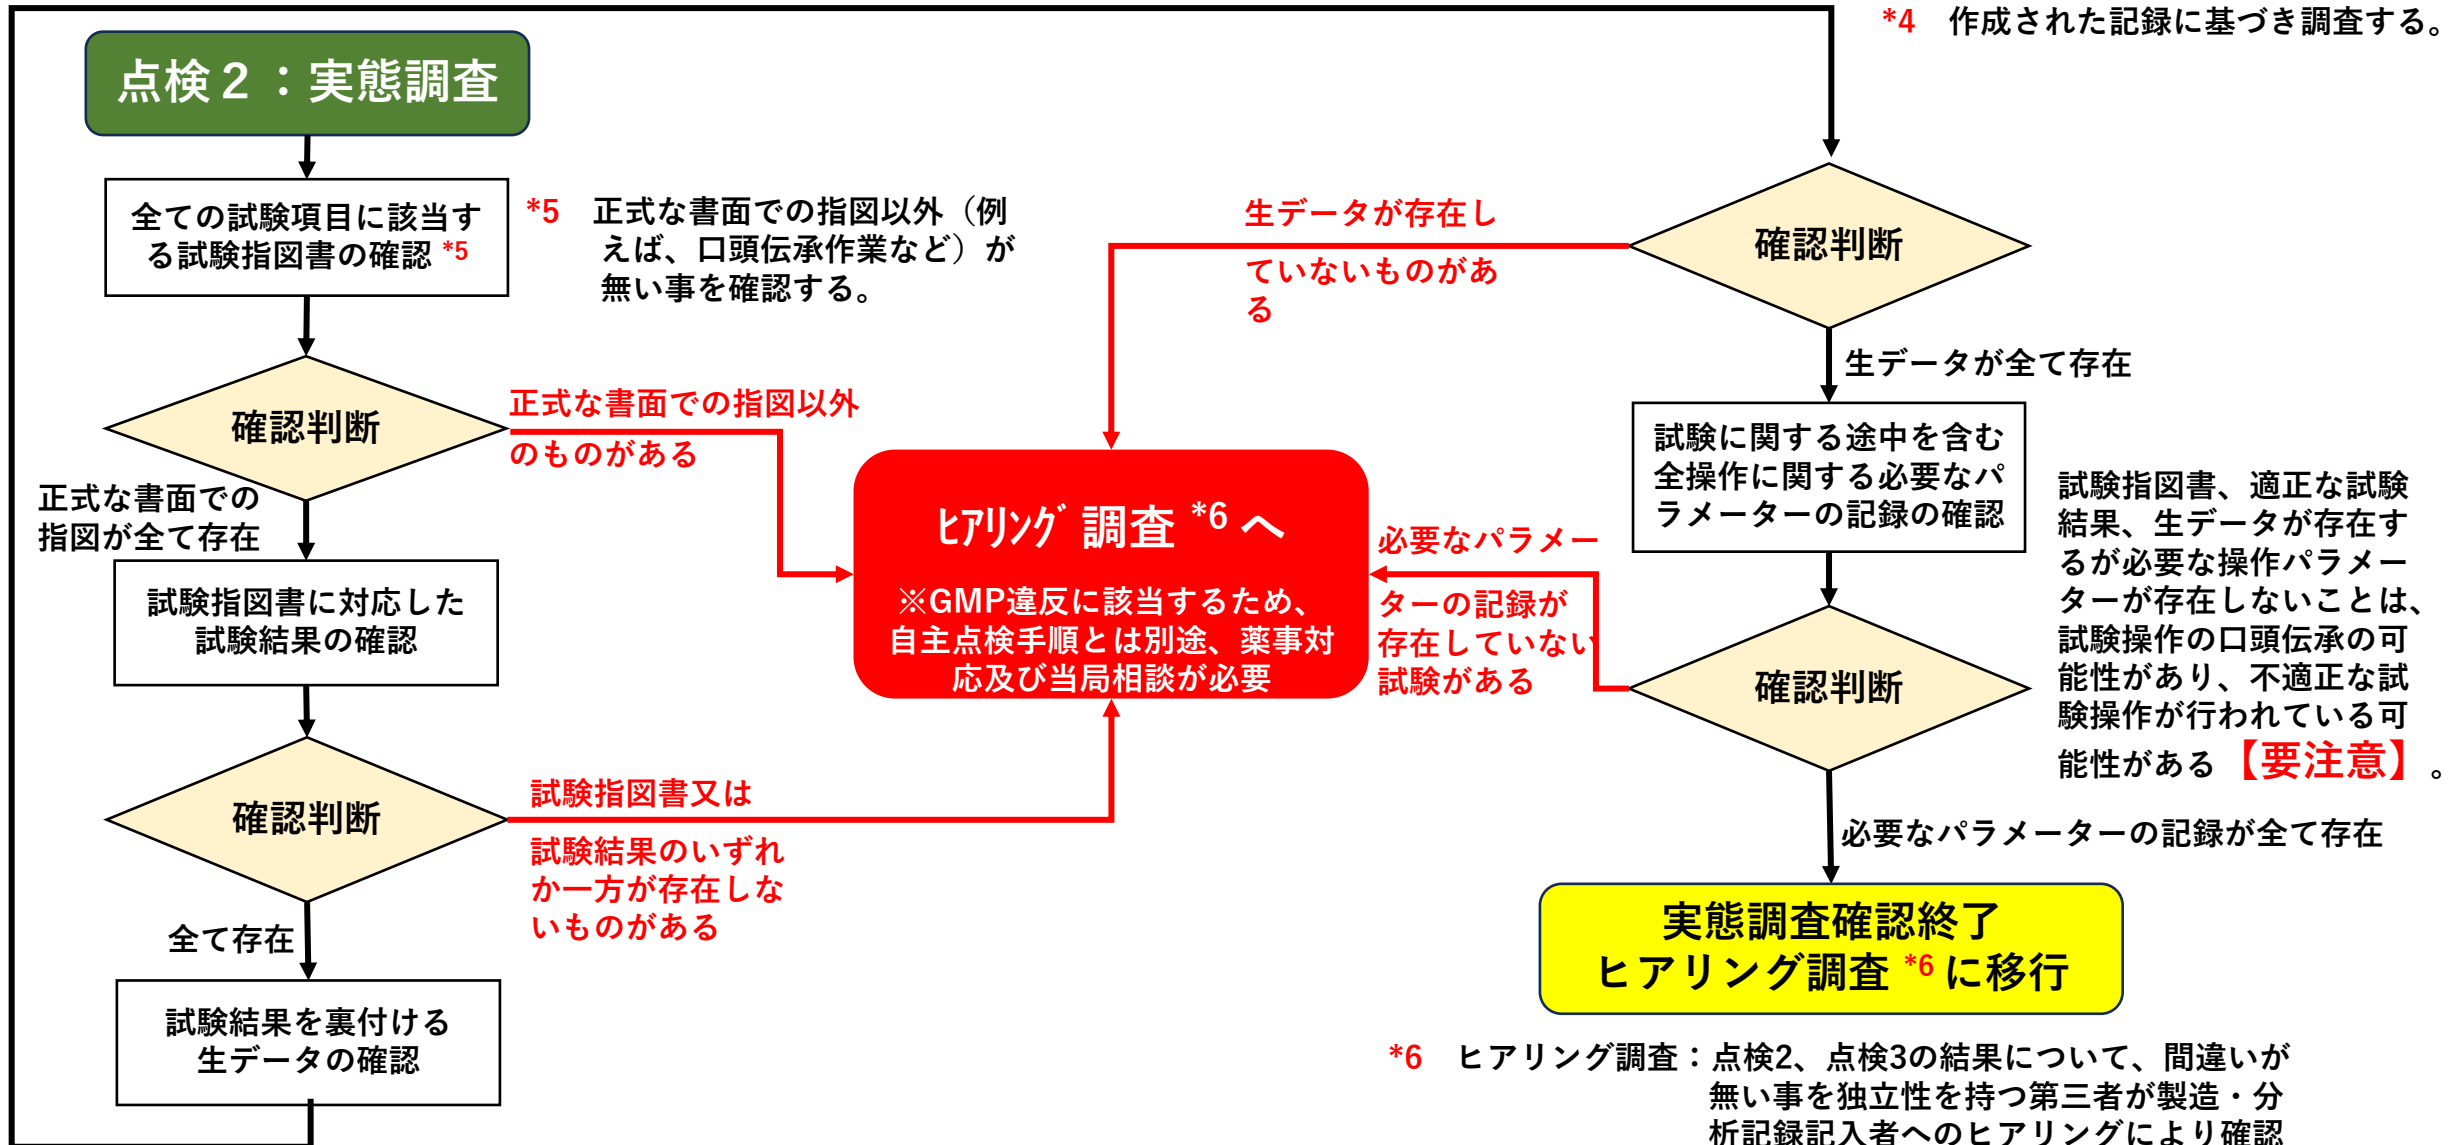 *4 作成された記録に基づき調査する。
点検２：実態調査
全ての試験項目に該当す
る試験指図書の確認 *5
*5 正式な書面での指図以外（例
えば、口頭伝承作業など）が
無い事を確認する。
確認判断
正式な書面での指図以外
のものがある
正式な書面での
指図が全て存在
試験指図書に対応した
試験結果の確認
確認判断
試験指図書又は
試験結果のいずれ
か一方が存在しな
いものがある
全て存在
試験結果を裏付ける
生データの確認
生データが存在し
ていないものがあ
る
確認判断
生データが全て存在
試験に関する途中を含む
全操作に関する必要なパ
ラメーターの記録の確認
ﾋｱﾘﾝｸﾞ 調査 *6 へ
※GMP違反に該当するため、
自主点検手順とは別途、薬事対
応及び当局相談が必要
必要なパラメー
ターの記録が
存在していない
試験がある
確認判断
試験指図書、適正な試験
結果、生データが存在す
るが必要な操作パラメー
ターが存在しないことは、
試験操作の口頭伝承の可
能性があり、不適正な試
験操作が行われている可
能性がある【要注意】。
必要なパラメーターの記録が全て存在
実態調査確認終了
ヒアリング調査 *6 に移行
*6 ヒアリング調査：点検2、点検3の結果について、間違いが
無い事を独立性を持つ第三者が製造・分
析記録記入者へのヒアリングにより確認